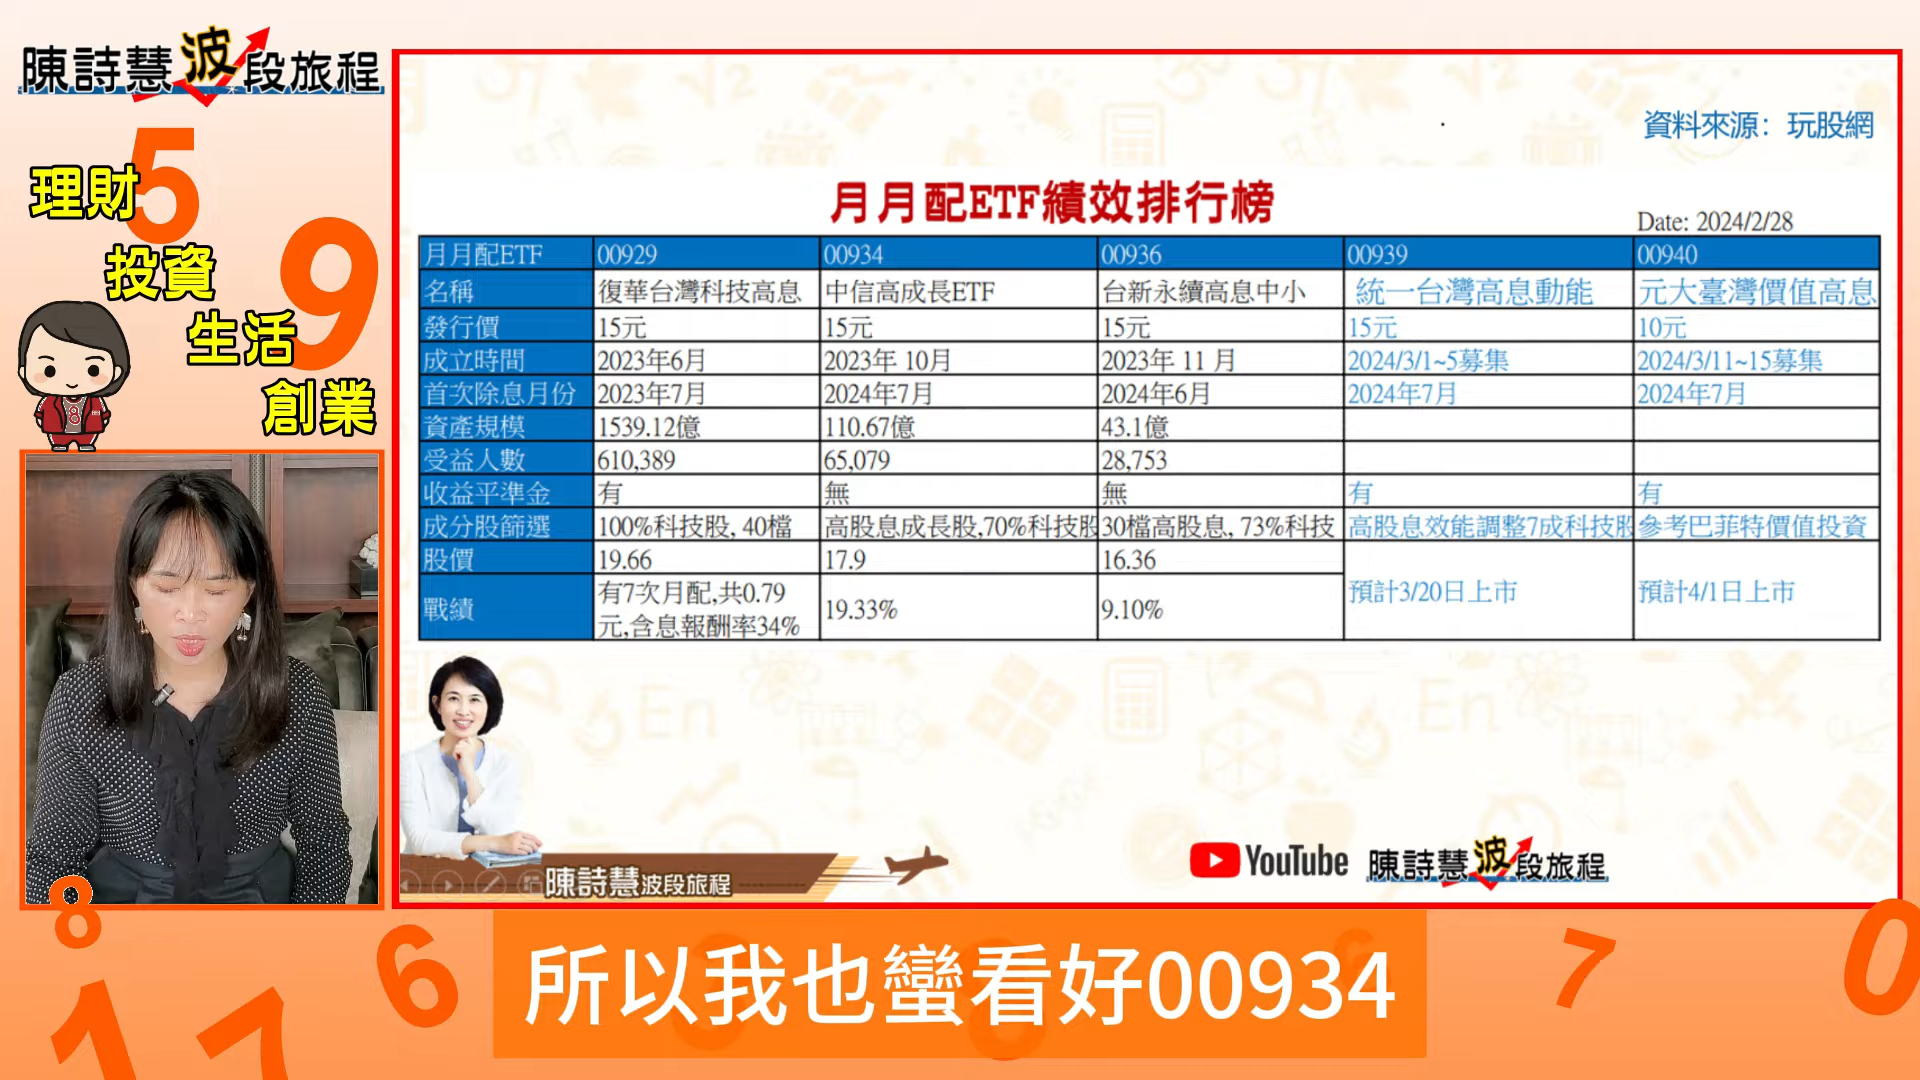 陳詩慧波段旅程
5
理財
投資
9
生活
創業
資料來源：玩股網
月月配ETF績效排行榜
Date: 2024/2/28
月月配ETF 00929 00934 00936 00939 00940
名稱 復華台灣科技高息 中信高成長ETF 台新永續高息中小 統一台灣高息動能 元大臺灣價值高息
發行價 15元 15元 15元 15元 10元
成立時間 2023年6月 2023年 10月 2023年 11 月 2024/3/1~5募集 2024/3/11~15募集
首次除息月份 2023年7月 2024年7月 2024年6月 2024年7月 2024年7月
資產規模 1539.12億 110.67億 43.1億
受益人數 610,389 65,079 28,753
收益平準金 有 無 無 有 有
成分股篩選 100%科技股, 40檔 高股息成長股,70%科技股 30檔高股息, 73%科技 高股息效能調整7成科技股 參考巴菲特價值投資
股價 19.66 17.9 16.36
戰績 有7次月配,共0.79元,含息報酬率34% 19.33% 9.10% 預計3/20日上市 預計4/1日上市
陳詩慧波段旅程
YouTube 陳詩慧波段旅程
所以我也蠻看好00934
8
1
7
6
7
0